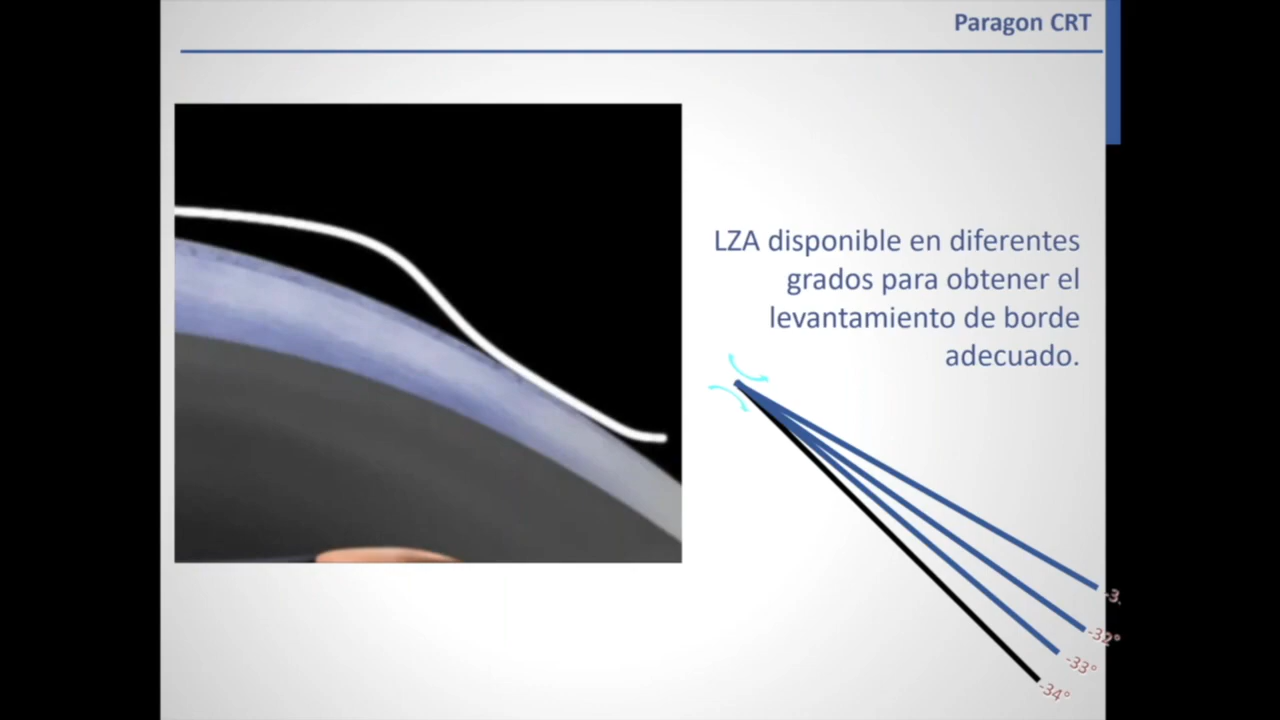 Paragon CRT
LZA disponible en diferentes
grados para obtener el
levantamiento de borde
adecuado.
-32°
-33°
-34°